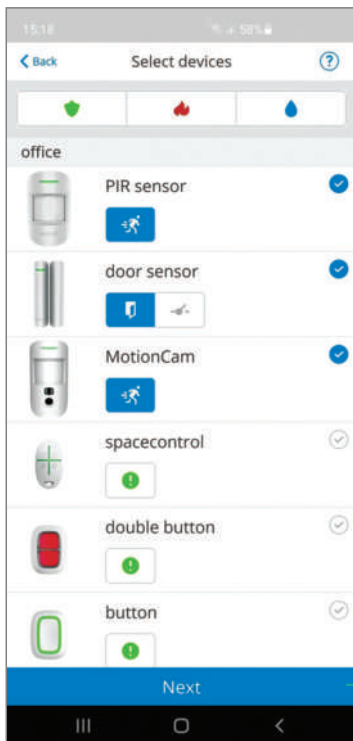 15:18 58%
Back Select devices ?
office
PIR sensor
door sensor
MotionCam
spacecontrol
double button
button
Next